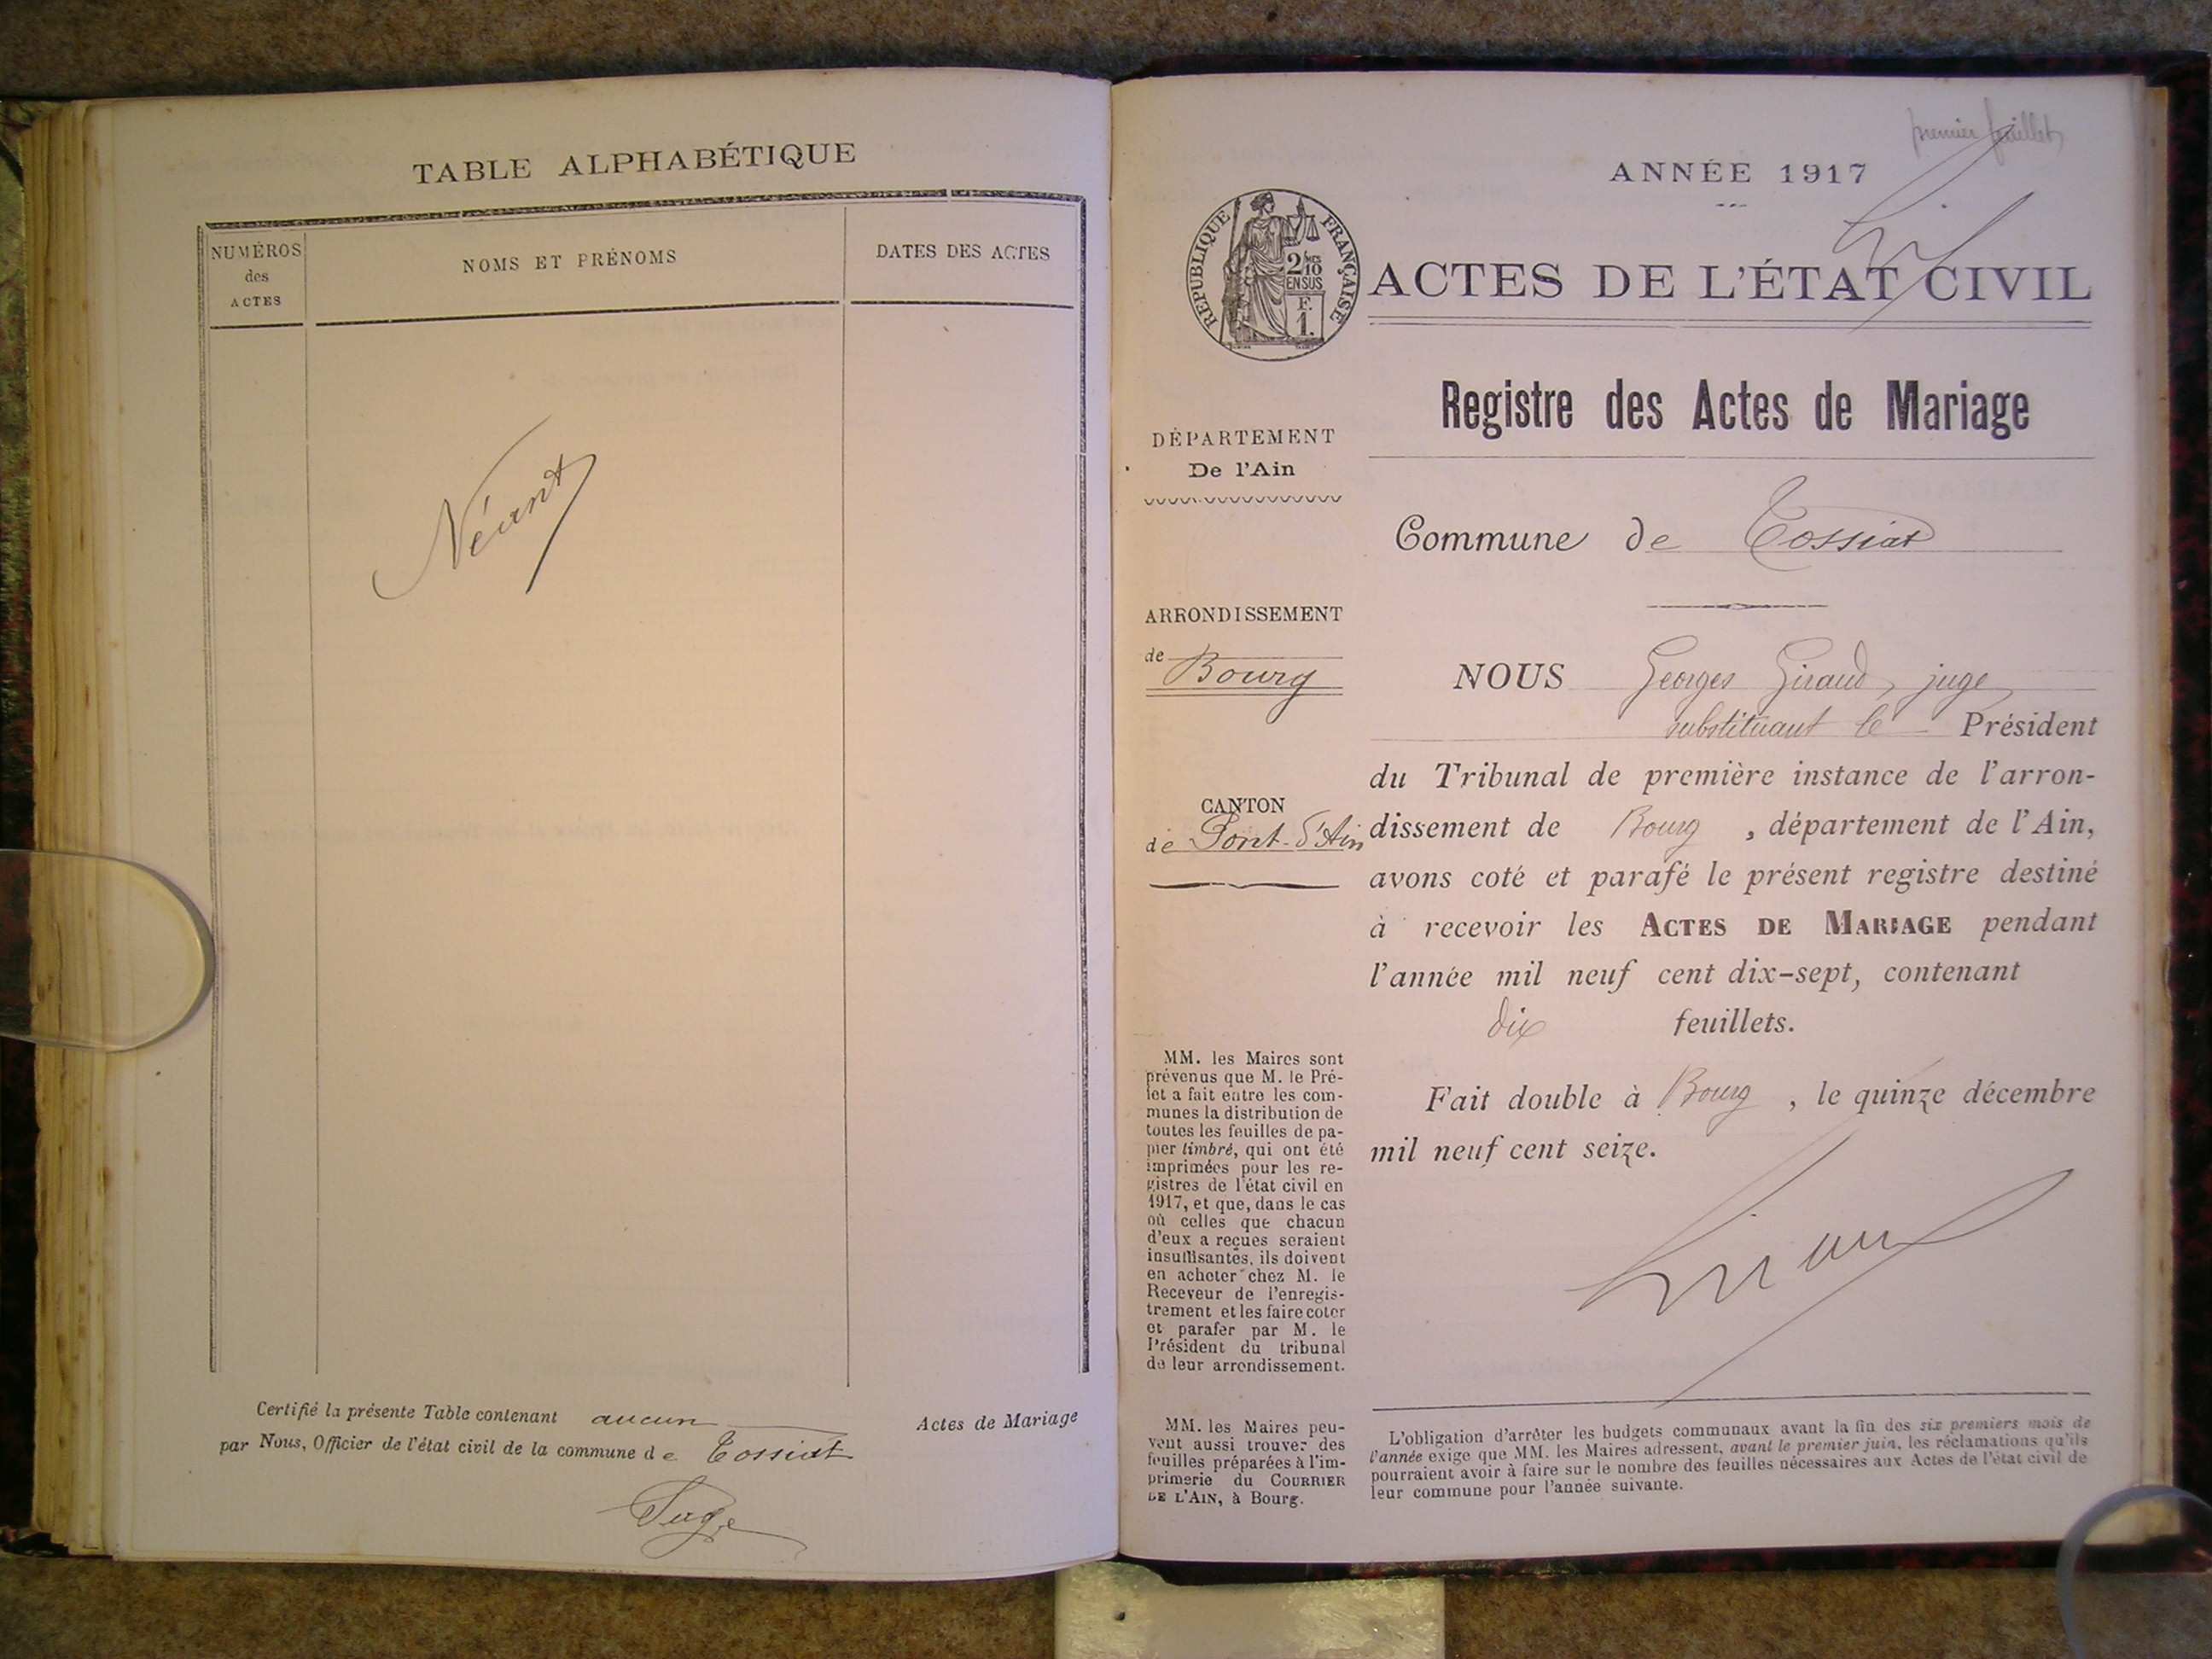 TABLE ALPHABÉTIQUE
NUMÉROS
des
ACTES
NOMS ET PRÉNOMS
DATES DES ACTES
Néant
Certifié la présente Table contenant aucun Actes de Mariage
par Nous, Officier de l'état civil de la commune de Tossiat
premier feuillet
ANNÉE 1917
RÉPUBLIQUE FRANÇAISE
2/10
EN SUS
F.
1.
ACTES DE L'ÉTAT CIVIL
Registre des Actes de Mariage
DÉPARTEMENT
De l'Ain
Commune de Tossiat
ARRONDISSEMENT
de Bourg
CANTON
de Pont-d'Ain
NOUS Georges Giraud, juge
substituant le Président
du Tribunal de première instance de l'arron-
dissement de Bourg, département de l'Ain,
avons coté et parafé le présent registre destiné
à recevoir les ACTES DE MARIAGE pendant
l'année mil neuf cent dix-sept, contenant
dix feuillets.
Fait double à Bourg, le quinze décembre
mil neuf cent seize.
Giraud
MM. les Maires sont
prévenus que M. le Pré-
fet a fait entre les com-
munes la distribution de
toutes les feuilles de pa-
pier timbré, qui ont été
imprimées pour les re-
gistres de l'état civil en
1917, et que, dans le cas
où celles que chacun
d'eux a reçues seraient
insuffisantes, ils doivent
en acheter chez M. le
Receveur de l'enregis-
trement et les faire coter
et parafer par M. le
Président du tribunal
de leur arrondissement.
MM. les Maires peu-
vent aussi trouver des
feuilles préparées à l'im-
primerie du COURRIER
DE L'AIN, à Bourg.
L'obligation d'arrêter les budgets communaux avant la fin des six premiers mois de
l'année exige que MM. les Maires adressent, avant le premier juin, les réclamations qu'ils
pourraient avoir à faire sur le nombre des feuilles nécessaires aux Actes de l'état civil de
leur commune pour l'année suivante.